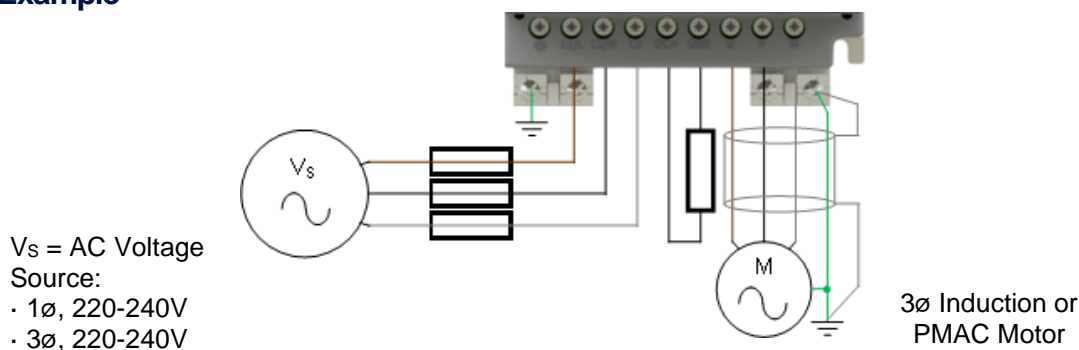 Example
Vs
Vs = AC Voltage
Source:
· 1ø, 220-240V
· 3ø, 220-240V
M
3ø Induction or
PMAC Motor